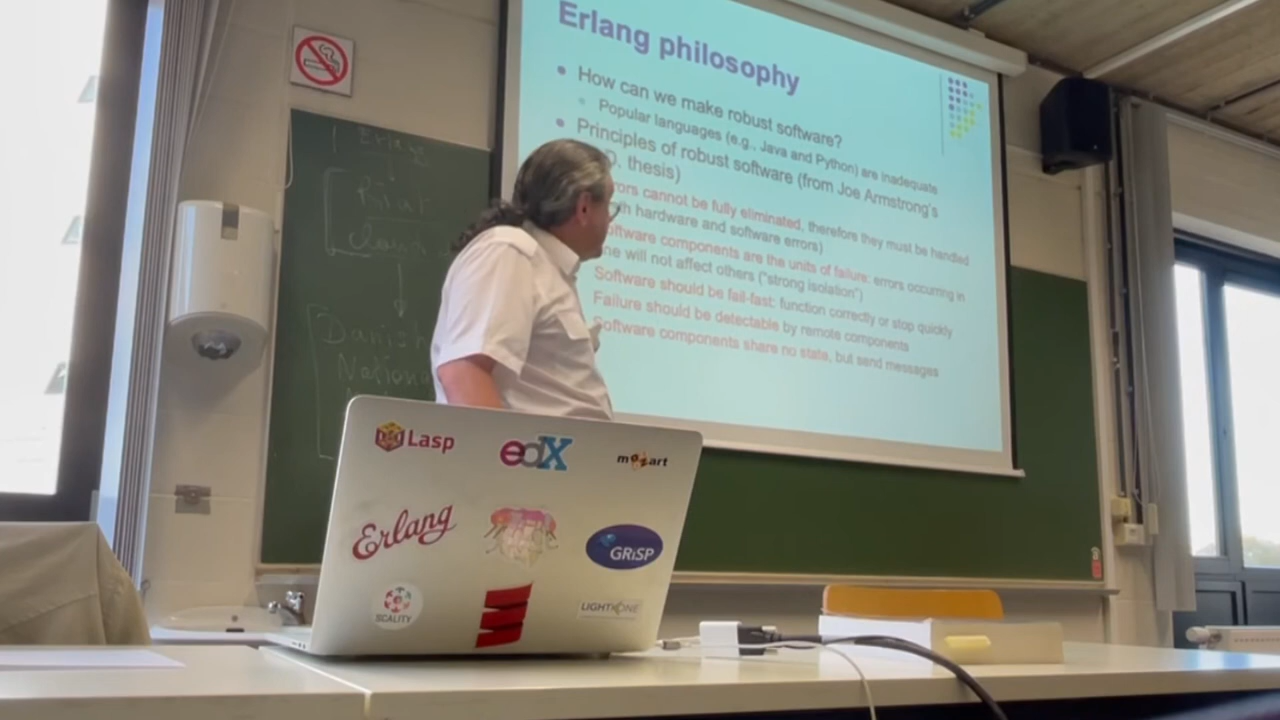 Erlang philosophy
How can we make robust software?
Popular languages (e.g., Java and Python) are inadequate
Principles of robust software (from Joe Armstrong's
thesis)
cannot be fully eliminated, therefore they must be handled
hardware and software errors)
components are the units of failure: errors occurring in
will not affect others ("strong isolation")
Software should be fail-fast: function correctly or stop quickly
Failure should be detectable by remote components
Software components share no state, but send messages
Erlang
Riak
Danish
Nationa
Lasp
edX
mozart
Erlang
GRiSP
SCALITY
LIGHTKONE